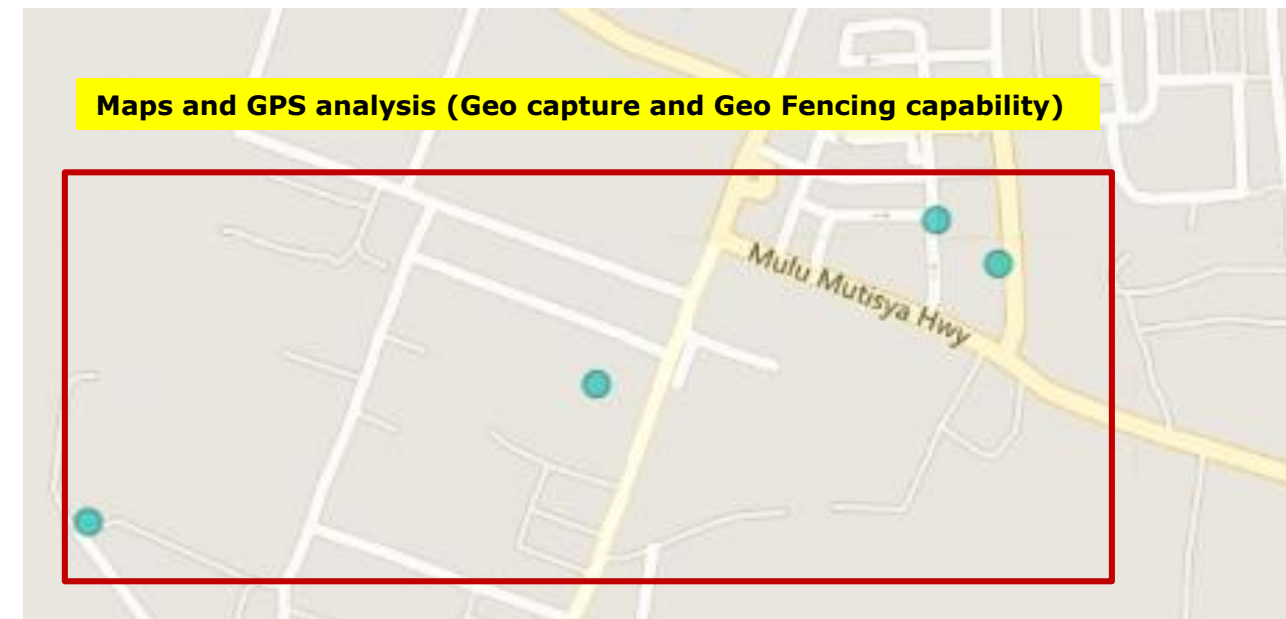 Maps and GPS analysis (Geo capture and Geo Fencing capability)
Mulu Mutisya Hwy